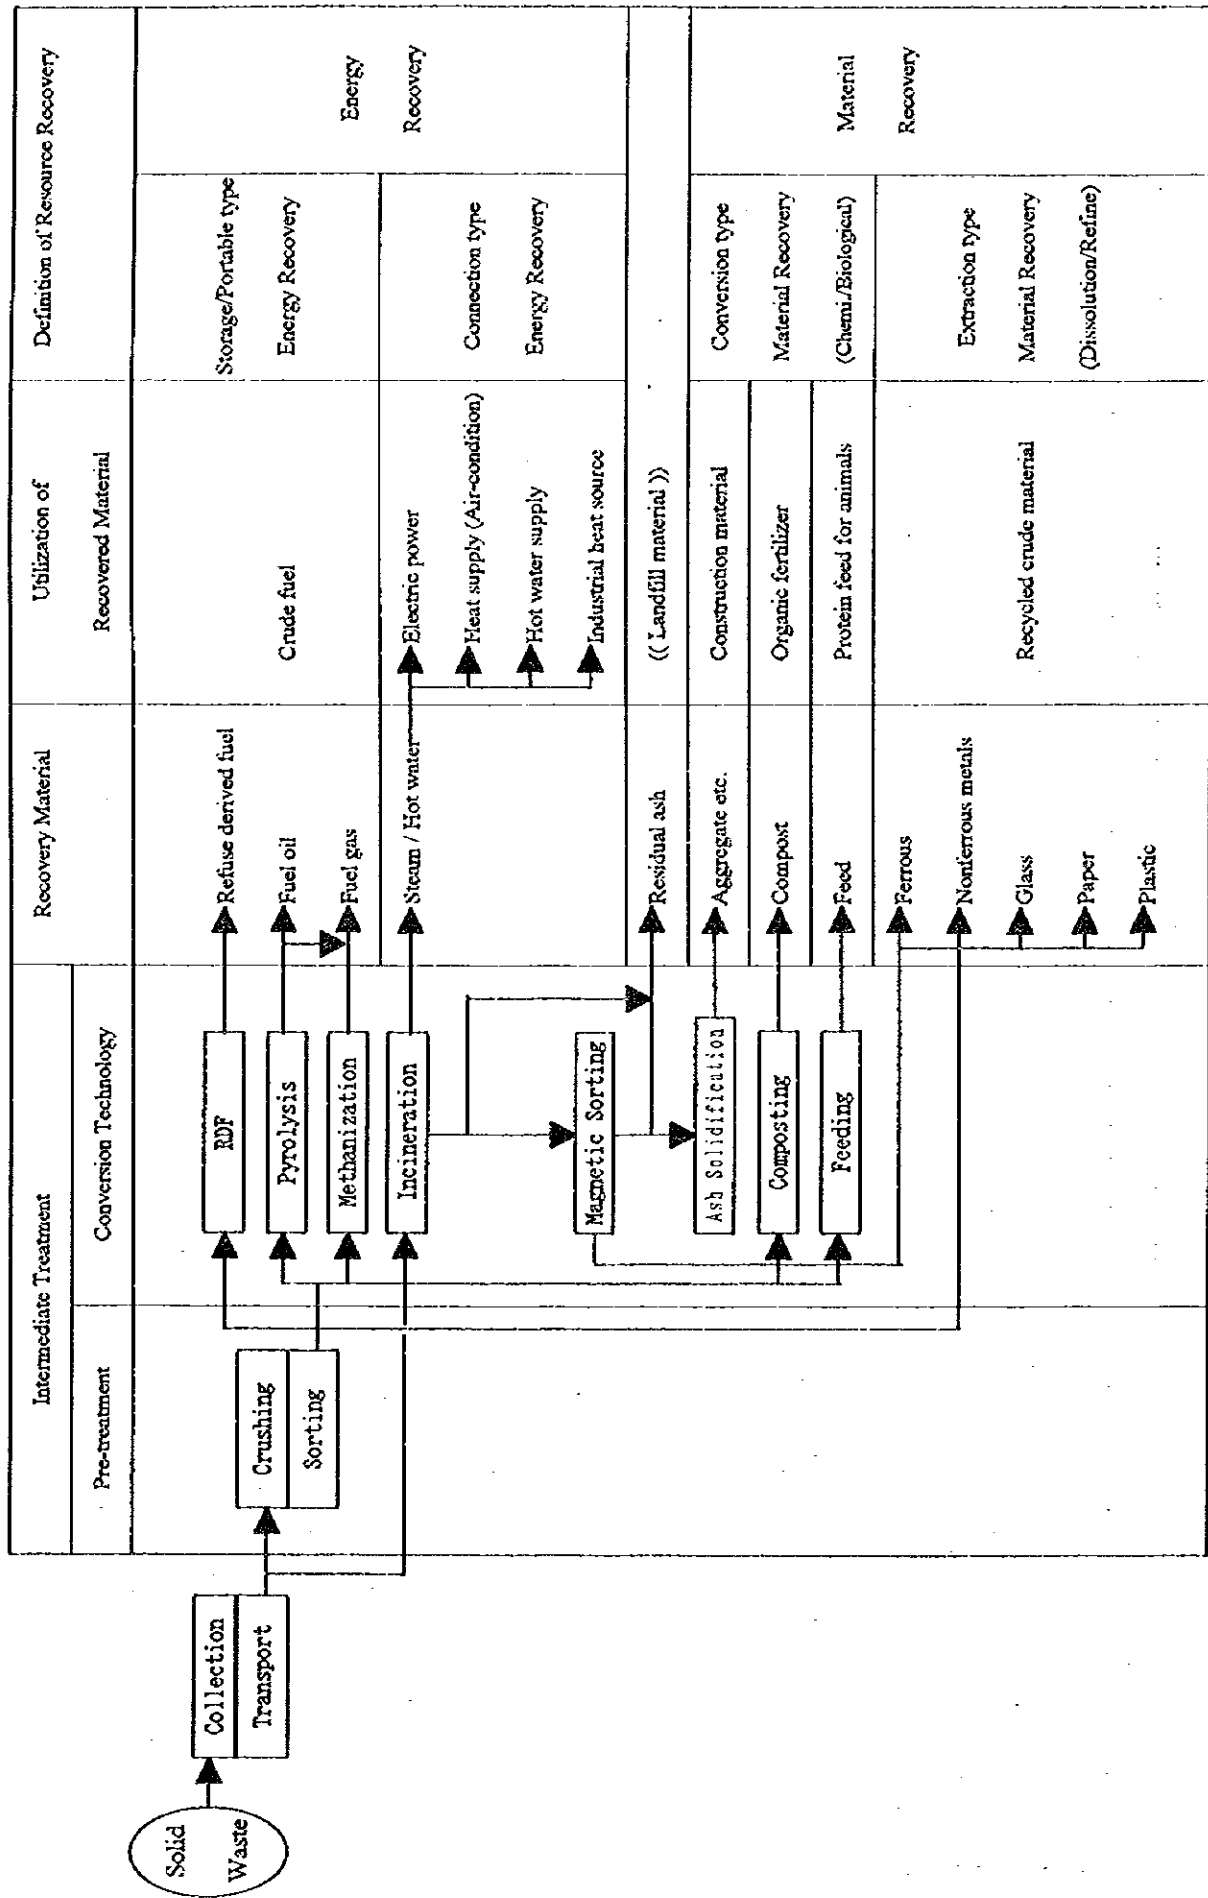 Intermediate Treatment
Recovery Material
Utilization of
Recovered Material
Definition of Resource Recovery
Pre-treatment
Conversion Technology
Solid
Waste
Collection
Transport
Crushing
Sorting
RDF
Refuse derived fuel
Pyrolysis
Fuel oil
Crude fuel
Methanization
Fuel gas
Storage/Portable type
Energy Recovery
Incineration
Steam / Hot water
Electric power
Heat supply (Air-condition)
Hot water supply
Industrial heat source
Connection type
Energy Recovery
Energy
Recovery
Magnetic Sorting
Residual ash
(( Landfill material ))
Ash Solidification
Aggregate etc.
Construction material
Conversion type
Composting
Compost
Organic fertilizer
Material Recovery
Feeding
Feed
Protein feed for animals
(Chemi./Biological)
Ferrous
Nonferrous metals
Glass
Paper
Plastic
Recycled crude material
Extraction type
Material Recovery
(Dissolution/Refine)
Material
Recovery